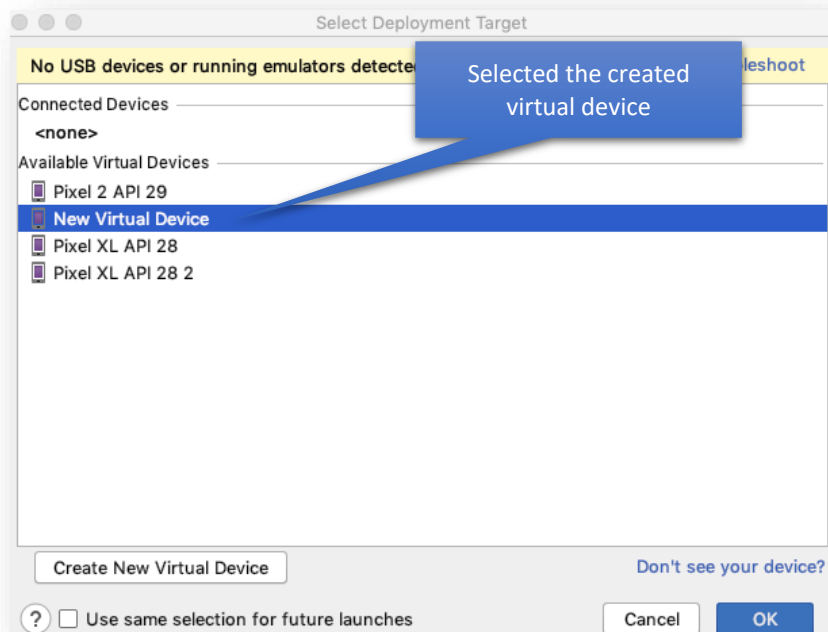 Select Deployment Target
No USB devices or running emulators detected
leshoot
Selected the created
virtual device
Connected Devices
<none>
Available Virtual Devices
Pixel 2 API 29
New Virtual Device
Pixel XL API 28
Pixel XL API 28 2
Create New Virtual Device
Don't see your device?
? Use same selection for future launches
Cancel
OK